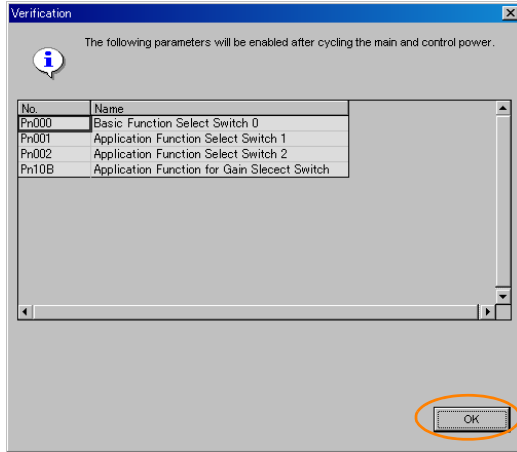 Verification
The following parameters will be enabled after cycling the main and control power.
No. Name
Pn000 Basic Function Select Switch 0
Pn001 Application Function Select Switch 1
Pn002 Application Function Select Switch 2
Pn10B Application Function for Gain Slecect Switch
OK